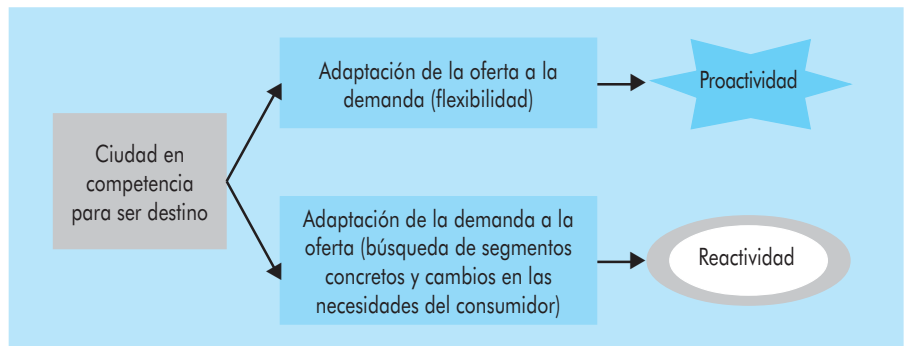 Ciudad en
competencia
para ser destino
Adaptación de la oferta a la
demanda (flexibilidad)
Proactividad
Adaptación de la demanda a la
oferta (búsqueda de segmentos
concretos y cambios en las
necesidades del consumidor)
Reactividad